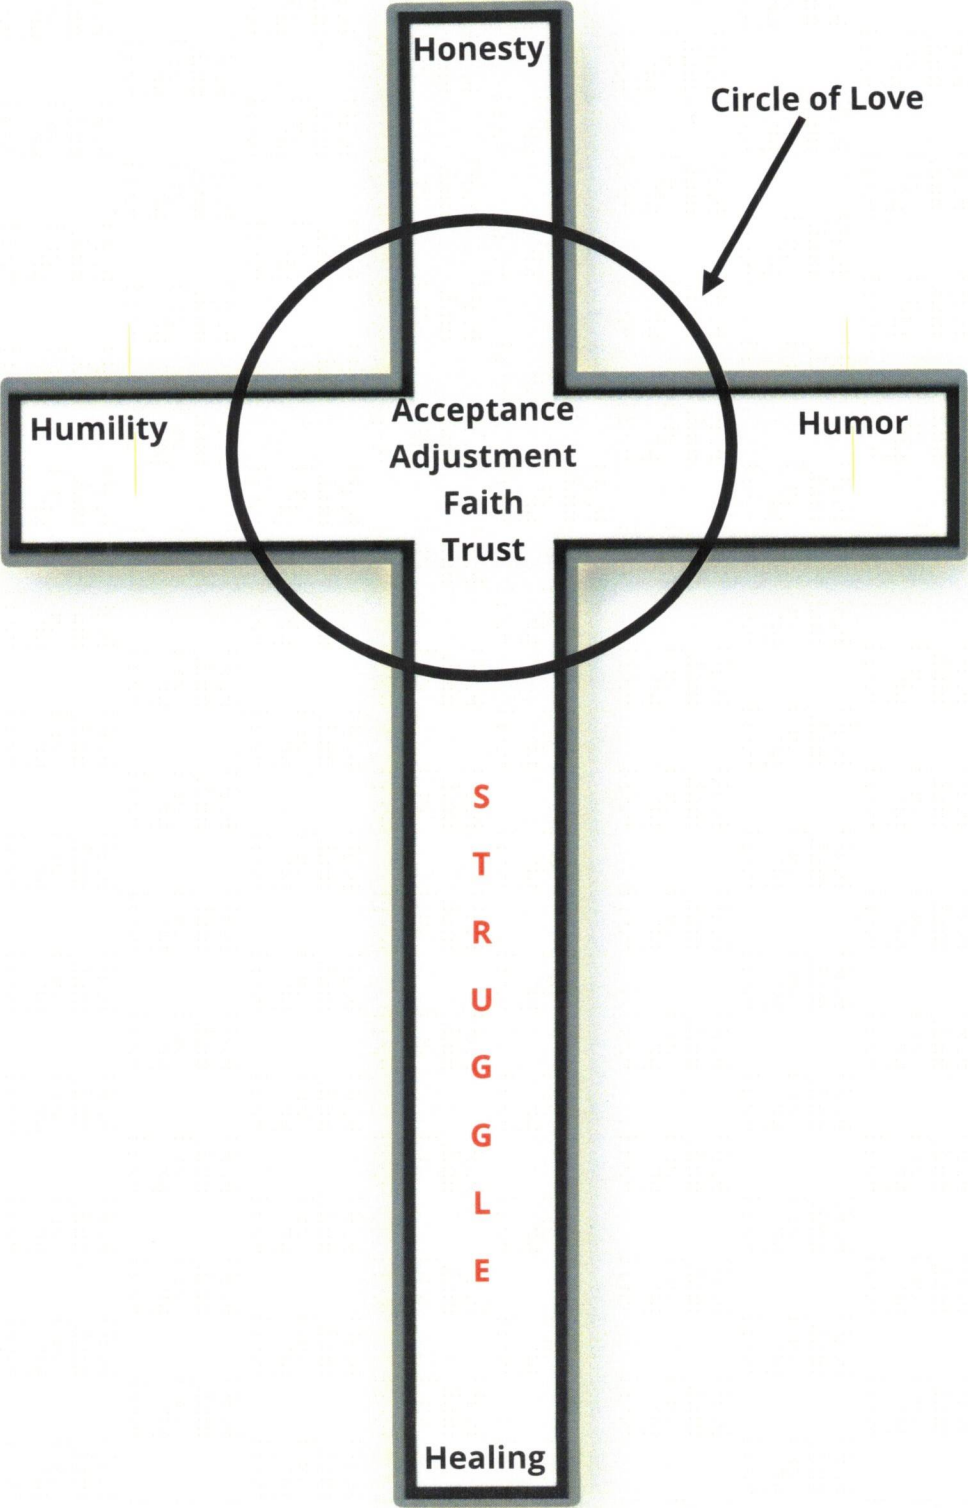 Honesty
Circle of Love
Humility
Humor
Acceptance
Adjustment
Faith
Trust
S
T
R
U
G
G
L
E
Healing